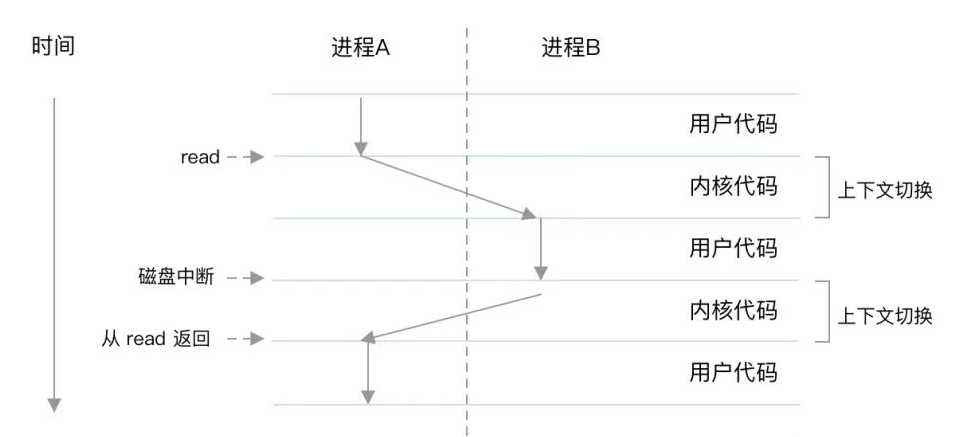 时间
进程A
进程B
用户代码
read
内核代码
上下文切换
用户代码
磁盘中断
内核代码
上下文切换
从 read 返回
用户代码